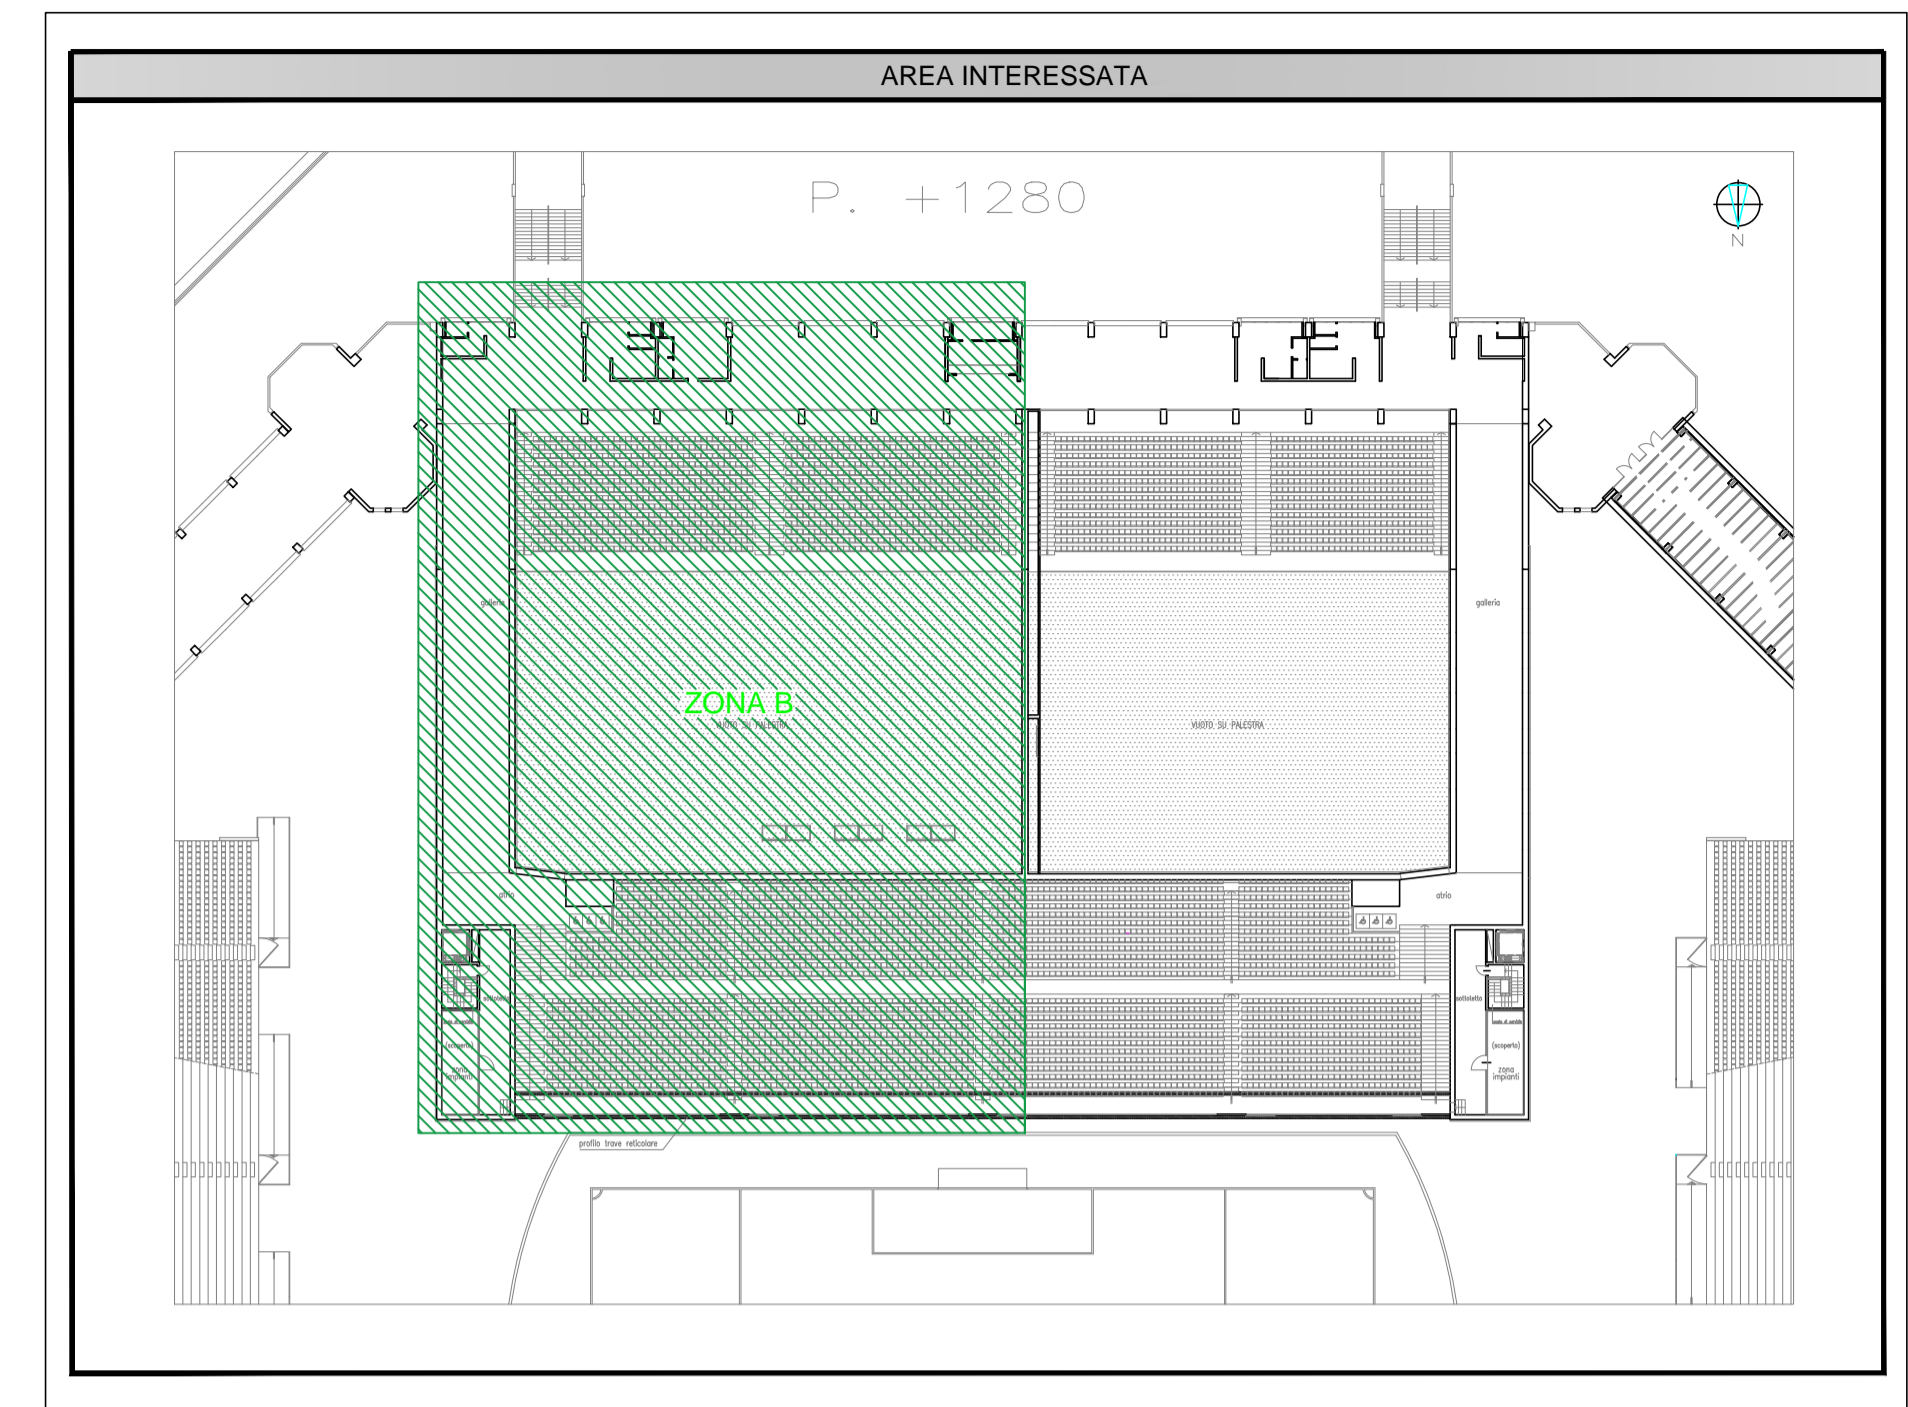 AREA INTERESSATA
P. +1280
N
galleria
galleria
ZONA B
VUOTO SU PALESTRA
VUOTO SU PALESTRA
atrio
atrio
sottotetto
sottotetto
(scoperto)
(scoperto)
zona
impianti
zona
impianti
profilo trave reticolare